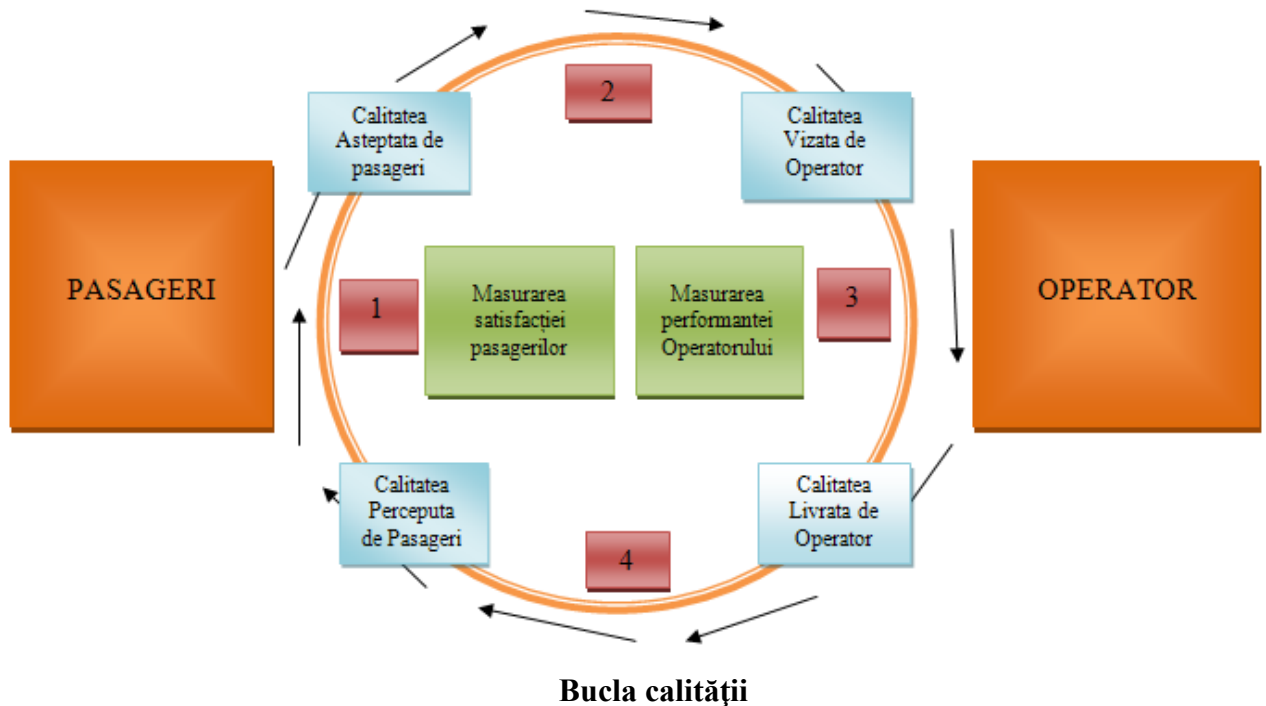 2
Calitatea
Asteptata de
pasageri
Calitatea
Vizata de
Operator
PASAGERI
1
Masurarea
satisfacției
pasagerilor
Masurarea
performantei
Operatorului
3
OPERATOR
Calitatea
Perceputa
de Pasageri
4
Calitatea
Livrata de
Operator
Bucla calităţii